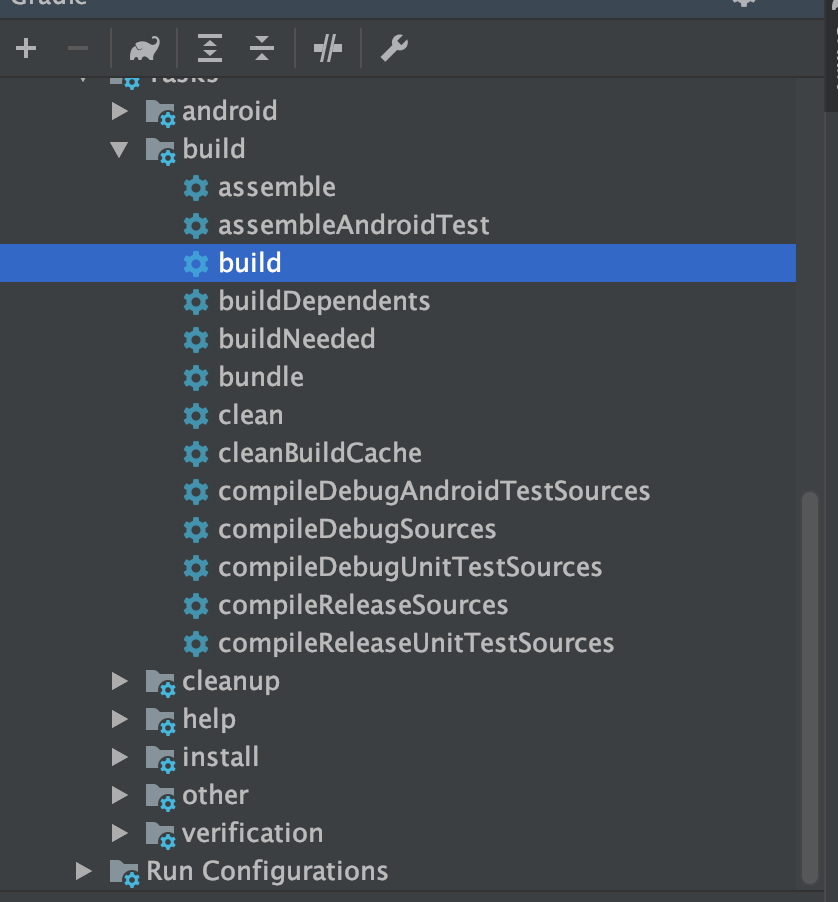 Gradle
Tasks
android
build
assemble
assembleAndroidTest
build
buildDependents
buildNeeded
bundle
clean
cleanBuildCache
compileDebugAndroidTestSources
compileDebugSources
compileDebugUnitTestSources
compileReleaseSources
compileReleaseUnitTestSources
cleanup
help
install
other
verification
Run Configurations